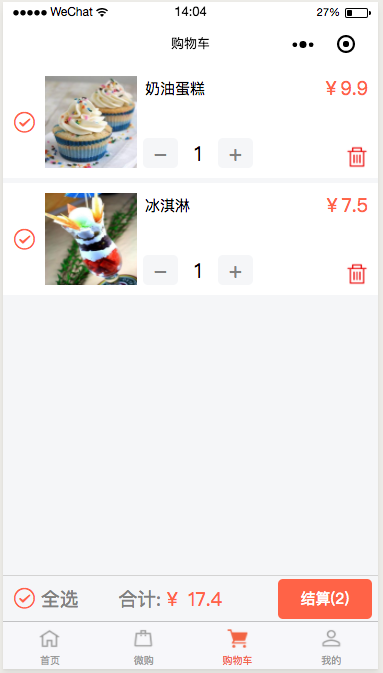 WeChat 14:04 27%
购物车
奶油蛋糕 ¥9.9
− 1 +
冰淇淋 ¥7.5
− 1 +
全选 合计: ¥ 17.4 结算(2)
首页 微购 购物车 我的